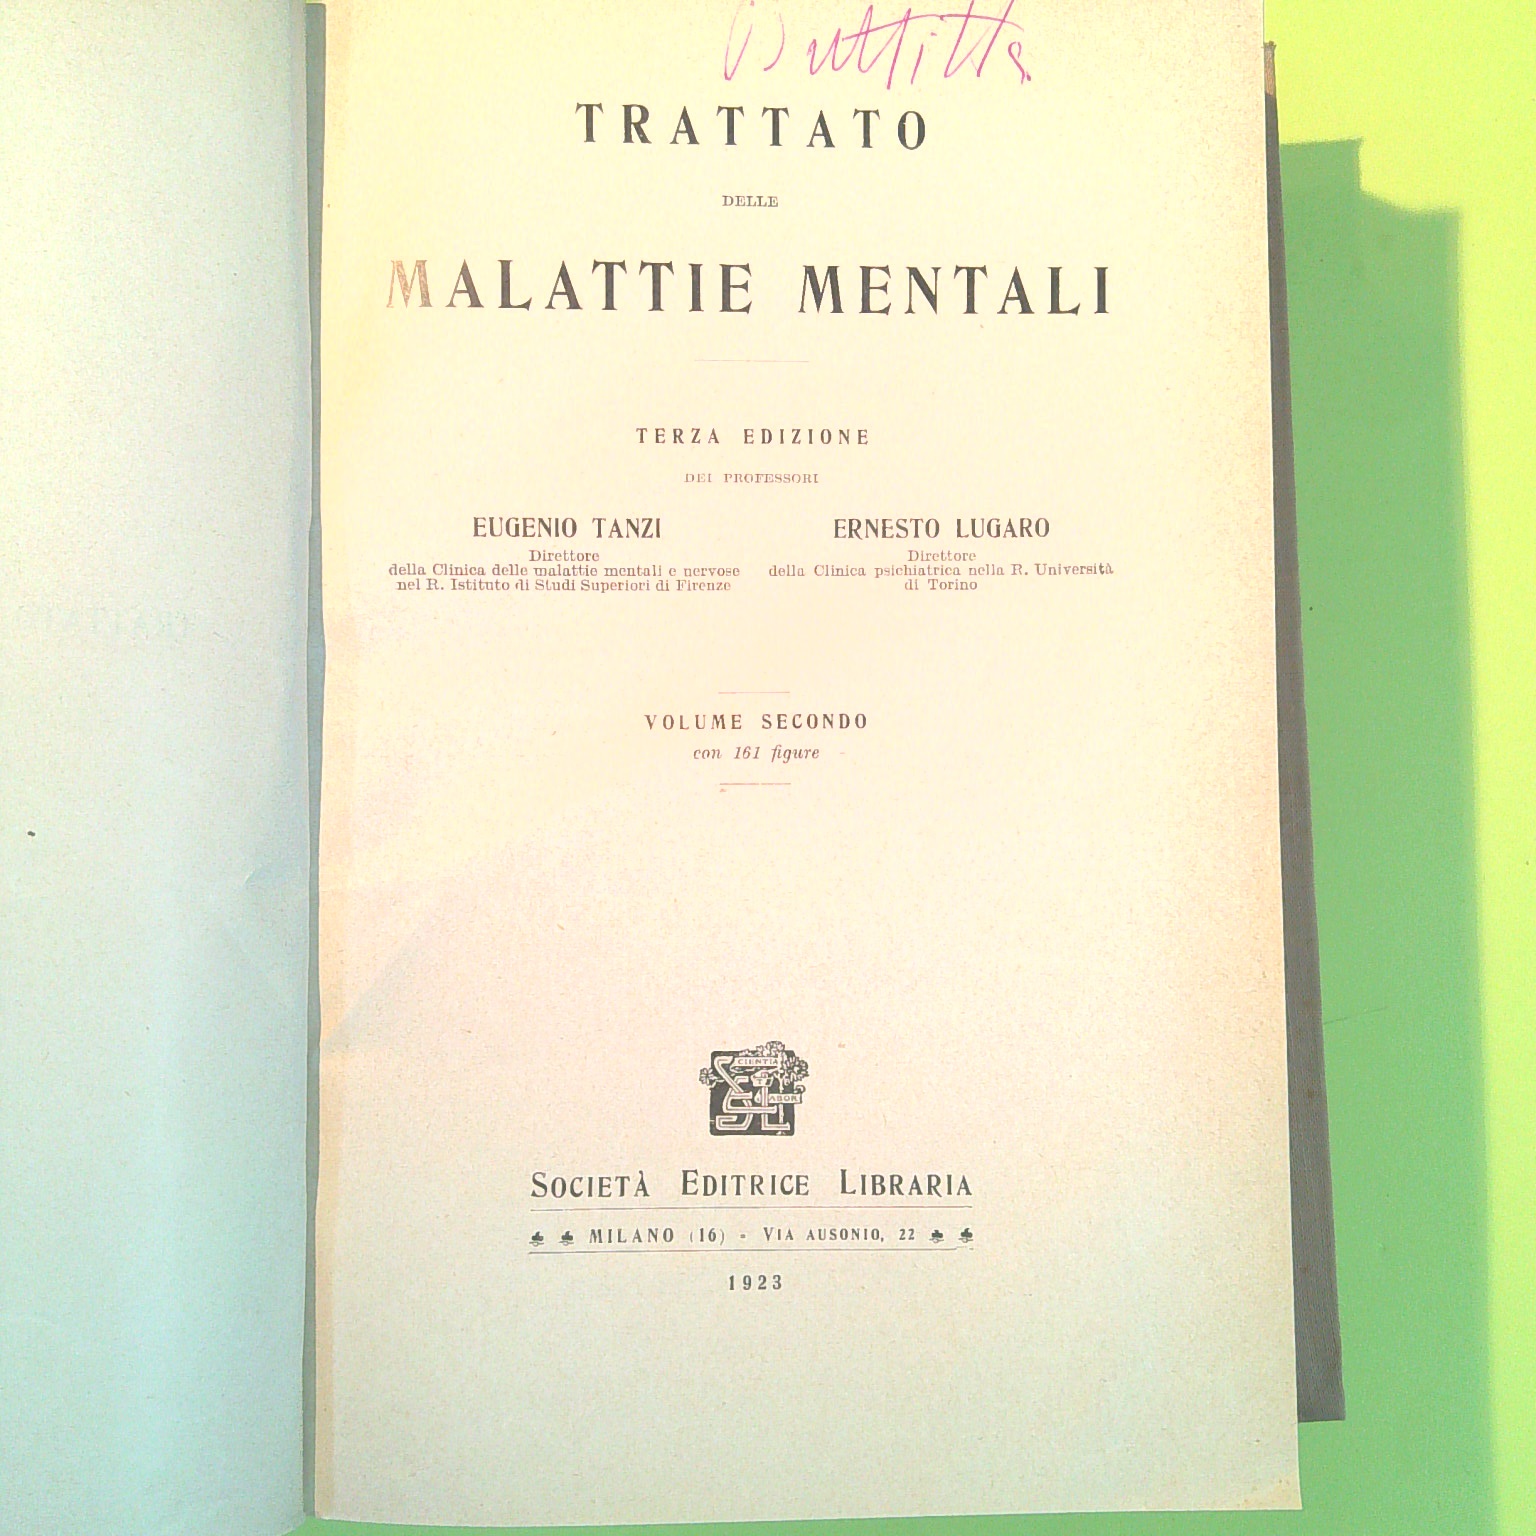 TRATTATO
DELLE
MALATTIE MENTALI
TERZA EDIZIONE
DEI PROFESSORI
EUGENIO TANZI
Direttore
della Clinica delle malattie mentali e nervose
nel R. Istituto di Studi Superiori di Firenze
ERNESTO LUGARO
Direttore
della Clinica psichiatrica nella R. Università
di Torino
VOLUME SECONDO
con 161 figure
SCIENTIA
LABOR
SOCIETÀ EDITRICE LIBRARIA
MILANO (16) - VIA AUSONIO, 22
1923